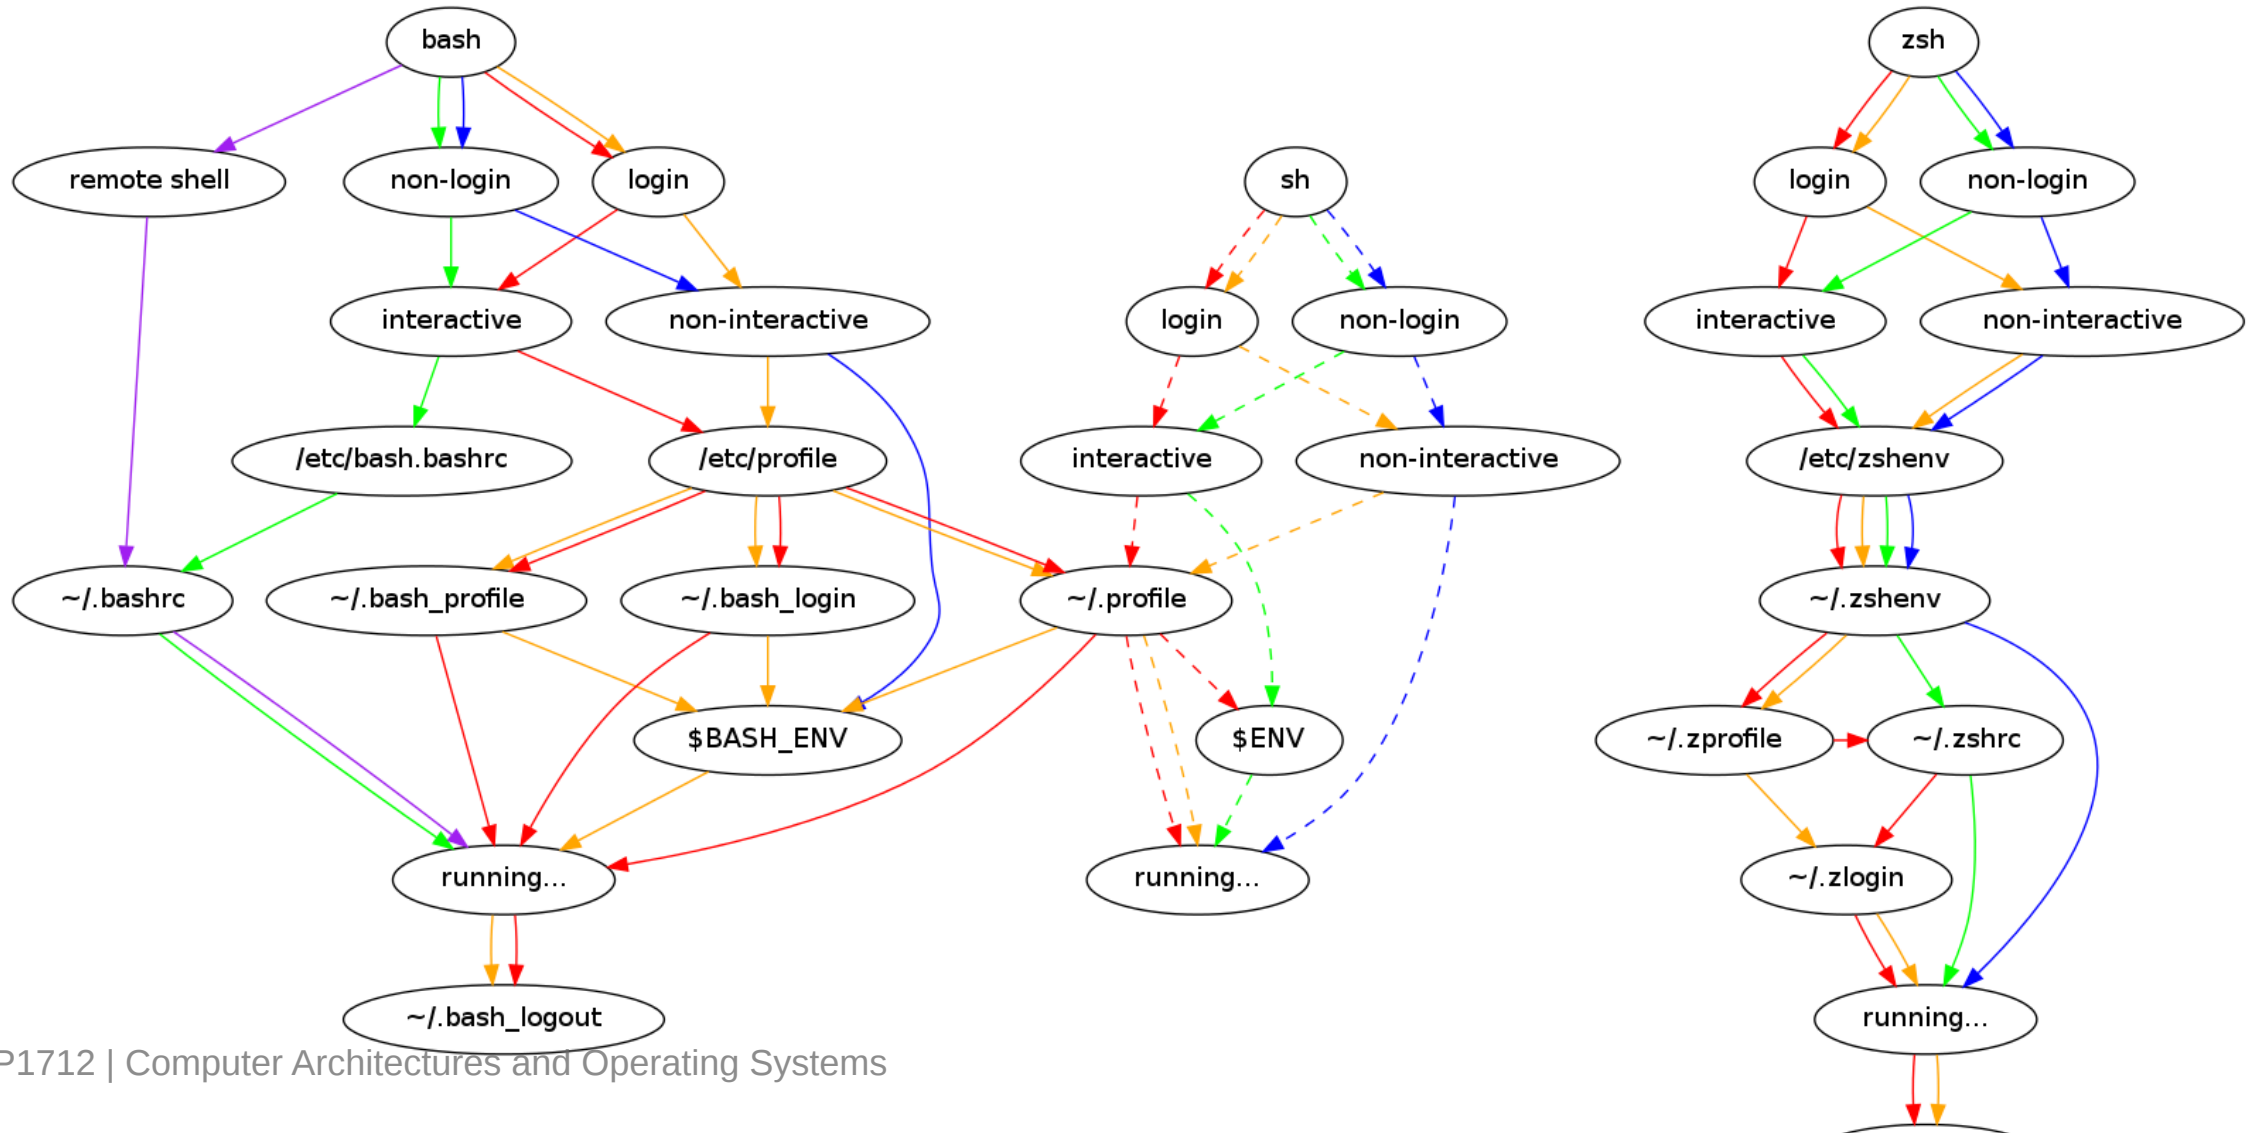 bash
zsh
remote shell
non-login
login
sh
login
non-login
interactive
non-interactive
login
non-login
interactive
non-interactive
/etc/bash.bashrc
/etc/profile
interactive
non-interactive
/etc/zshenv
~/.bashrc
~/.bash_profile
~/.bash_login
~/.profile
~/.zshenv
$BASH_ENV
$ENV
~/.zprofile
~/.zshrc
running...
running...
~/.zlogin
~/.bash_logout
running...
P1712 | Computer Architectures and Operating Systems